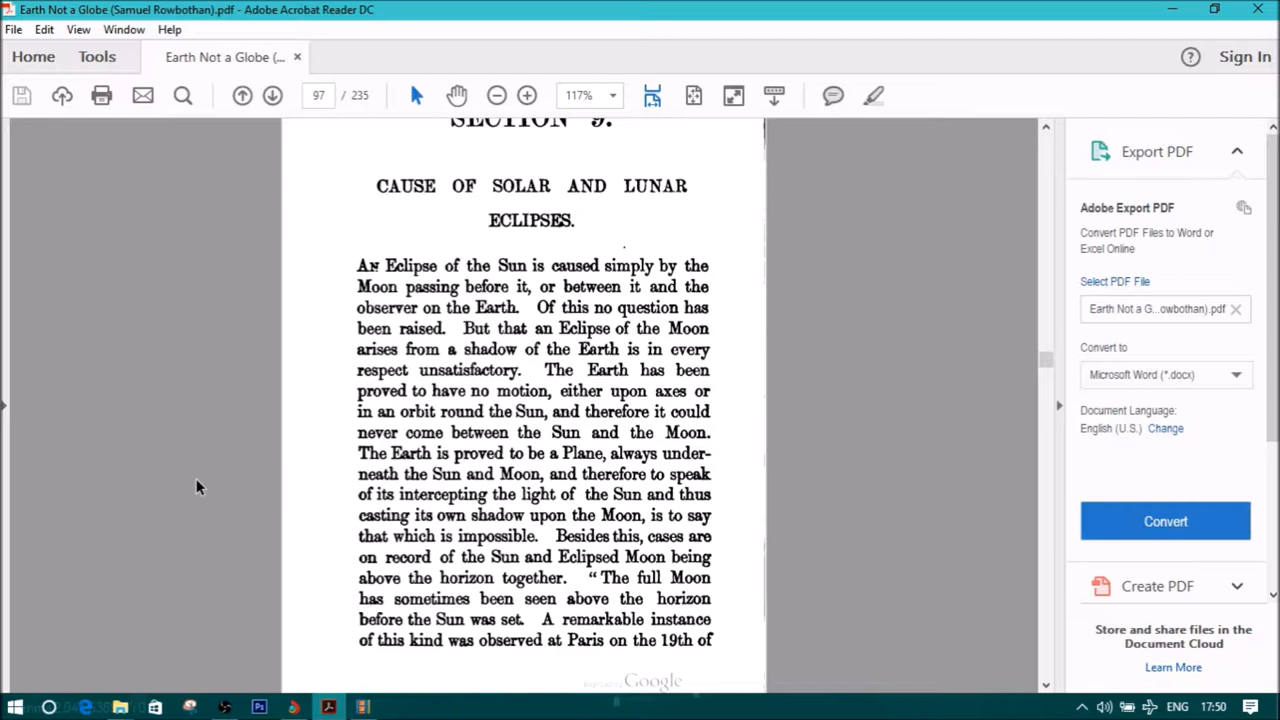 Earth Not a Globe (Samuel Rowbothan).pdf - Adobe Acrobat Reader DC
File Edit View Window Help
Home Tools Earth Not a Globe (... × Sign In
97 / 235 117%
SECTION 9.
CAUSE OF SOLAR AND LUNAR
ECLIPSES.
An Eclipse of the Sun is caused simply by the
Moon passing before it, or between it and the
observer on the Earth. Of this no question has
been raised. But that an Eclipse of the Moon
arises from a shadow of the Earth is in every
respect unsatisfactory. The Earth has been
proved to have no motion, either upon axes or
in an orbit round the Sun, and therefore it could
never come between the Sun and the Moon.
The Earth is proved to be a Plane, always under-
neath the Sun and Moon, and therefore to speak
of its intercepting the light of the Sun and thus
casting its own shadow upon the Moon, is to say
that which is impossible. Besides this, cases are
on record of the Sun and Eclipsed Moon being
above the horizon together. “The full Moon
has sometimes been seen above the horizon
before the Sun was set. A remarkable instance
of this kind was observed at Paris on the 19th of
Google
Export PDF
Adobe Export PDF
Convert PDF Files to Word or
Excel Online
Select PDF File
Earth Not a G...owbothan).pdf
Convert to
Microsoft Word (*.docx)
Document Language:
English (U.S.) Change
Convert
Create PDF
Store and share files in the
Document Cloud
Learn More
ENG 17:50